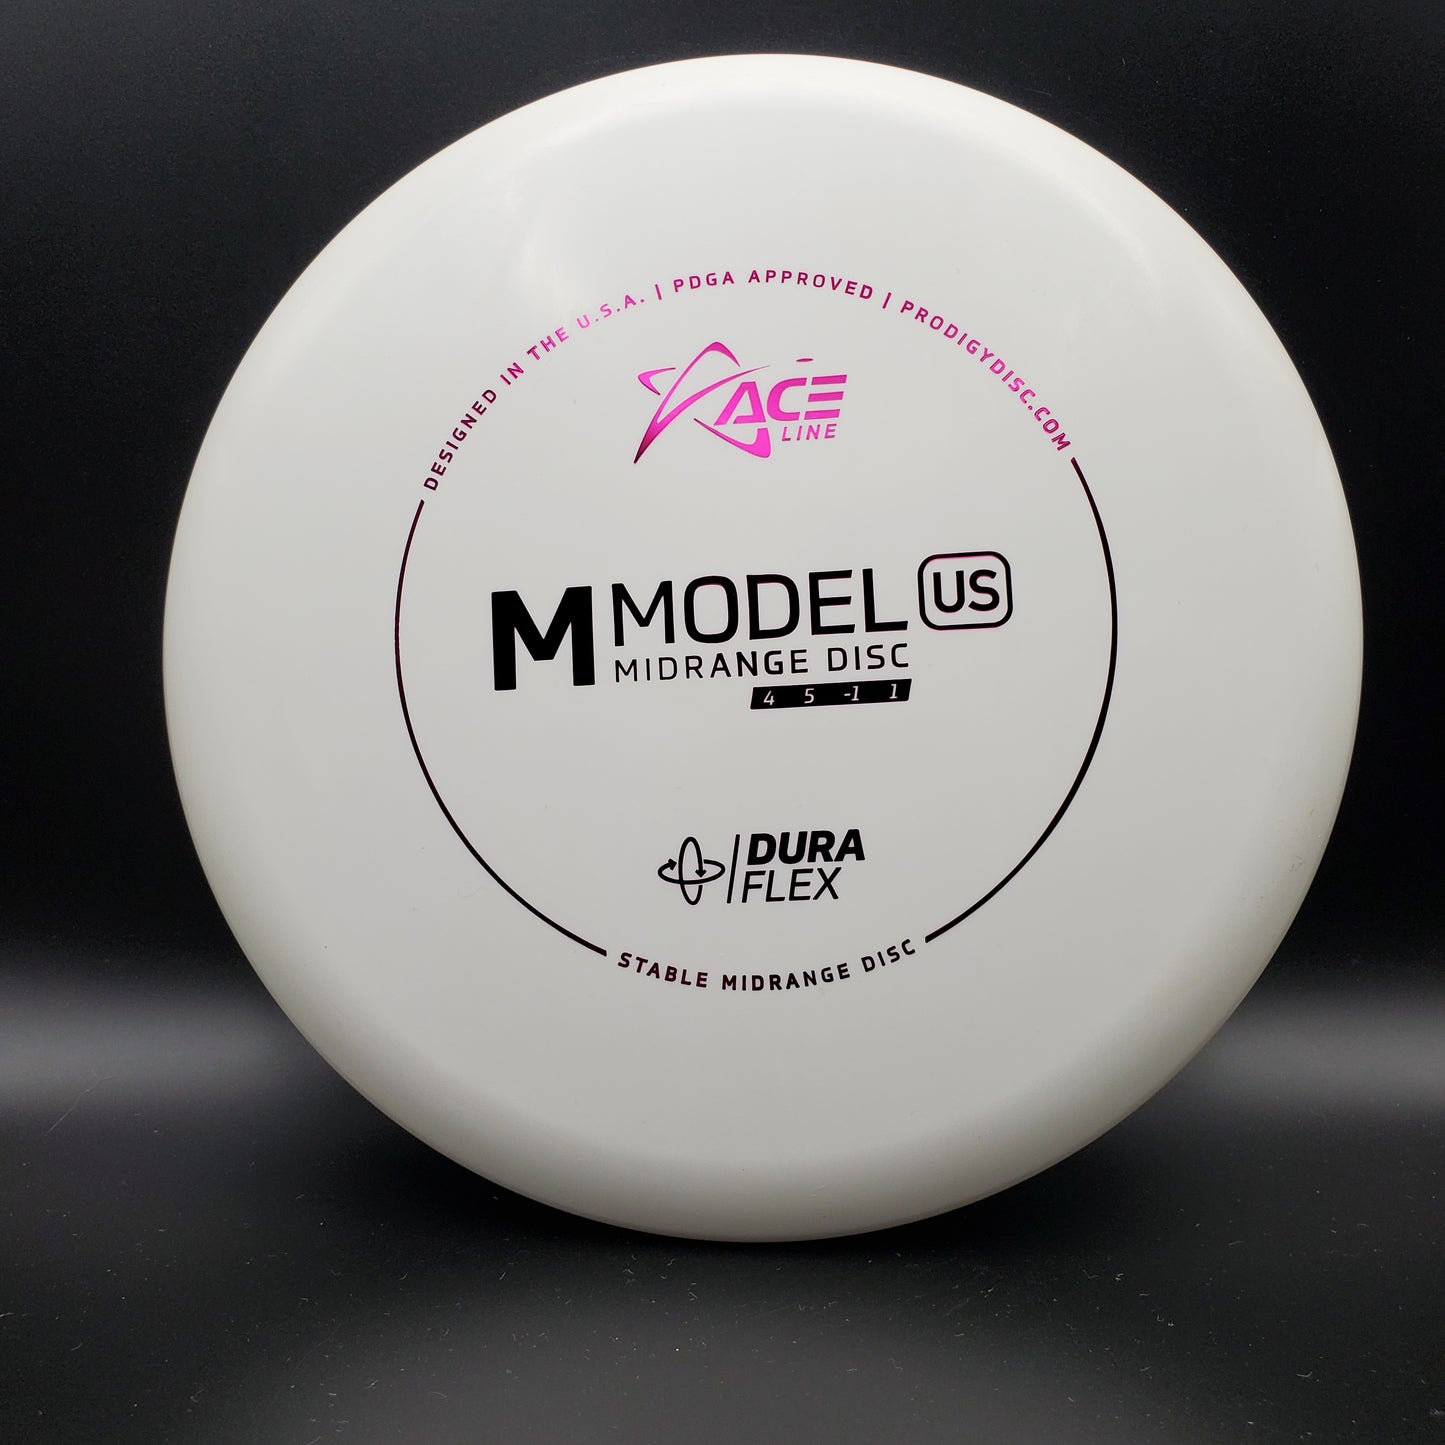 DESIGNED IN THE U.S.A. | PDGA APPROVED | PRODIGYDISC.COM
ACE
LINE
M MODEL US
MIDRANGE DISC
4 5 -1 1
DURA
FLEX
STABLE MIDRANGE DISC